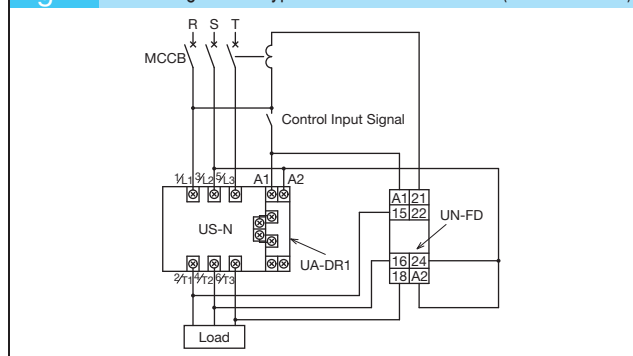 R S T
MCCB
Control Input Signal
1/L1 3/L2 5/L3 A1 A2
A1 21
15 22
UN-FD
US-N
UA-DR1
16 24
18 A2
2/T1 4/T2 6/T3
Load